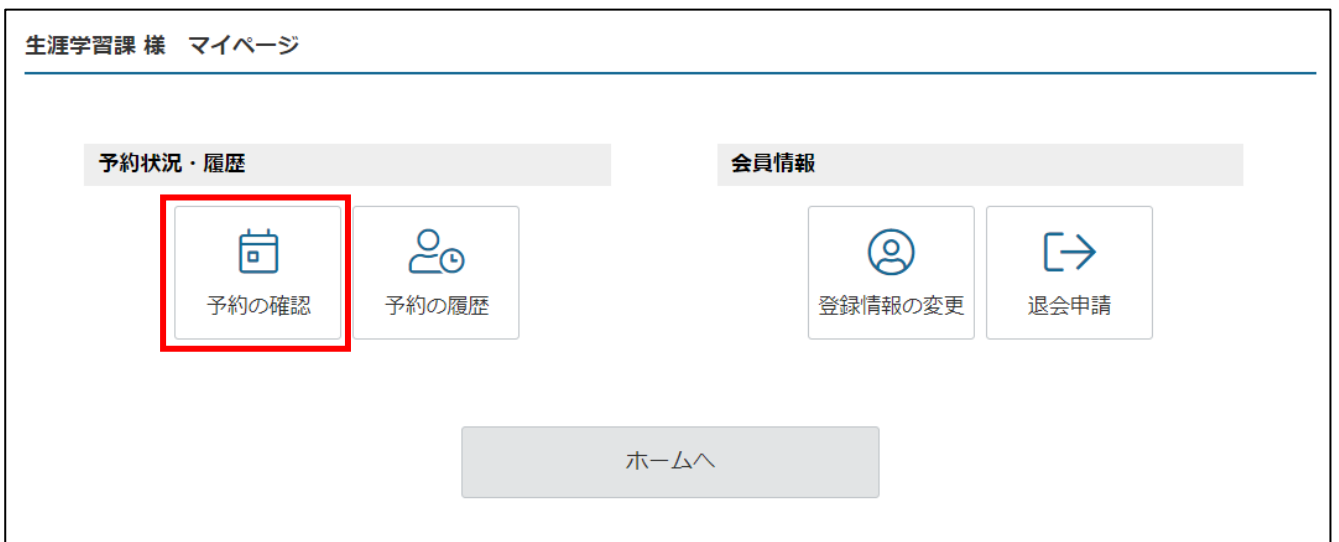 生涯学習課 様　マイページ
予約状況・履歴
予約の確認
予約の履歴
会員情報
登録情報の変更
退会申請
ホームへ